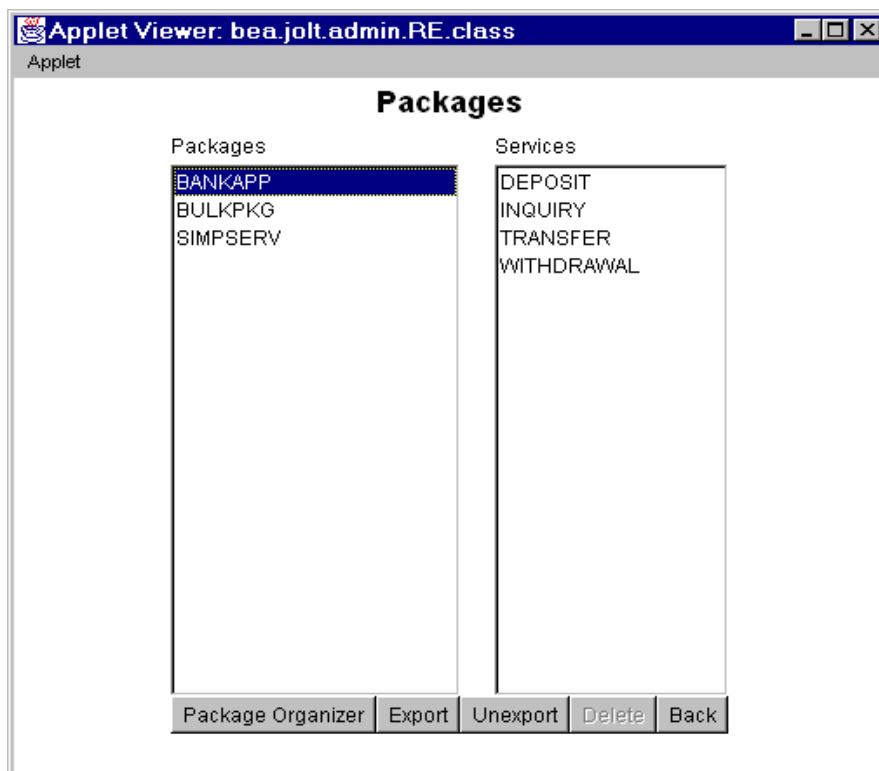 Applet Viewer: bea.jolt.admin.RE.class
Applet
Packages
Packages
Services
BANKAPP
BULKPKG
SIMPSERV
DEPOSIT
INQUIRY
TRANSFER
WITHDRAWAL
Package Organizer Export Unexport Delete Back